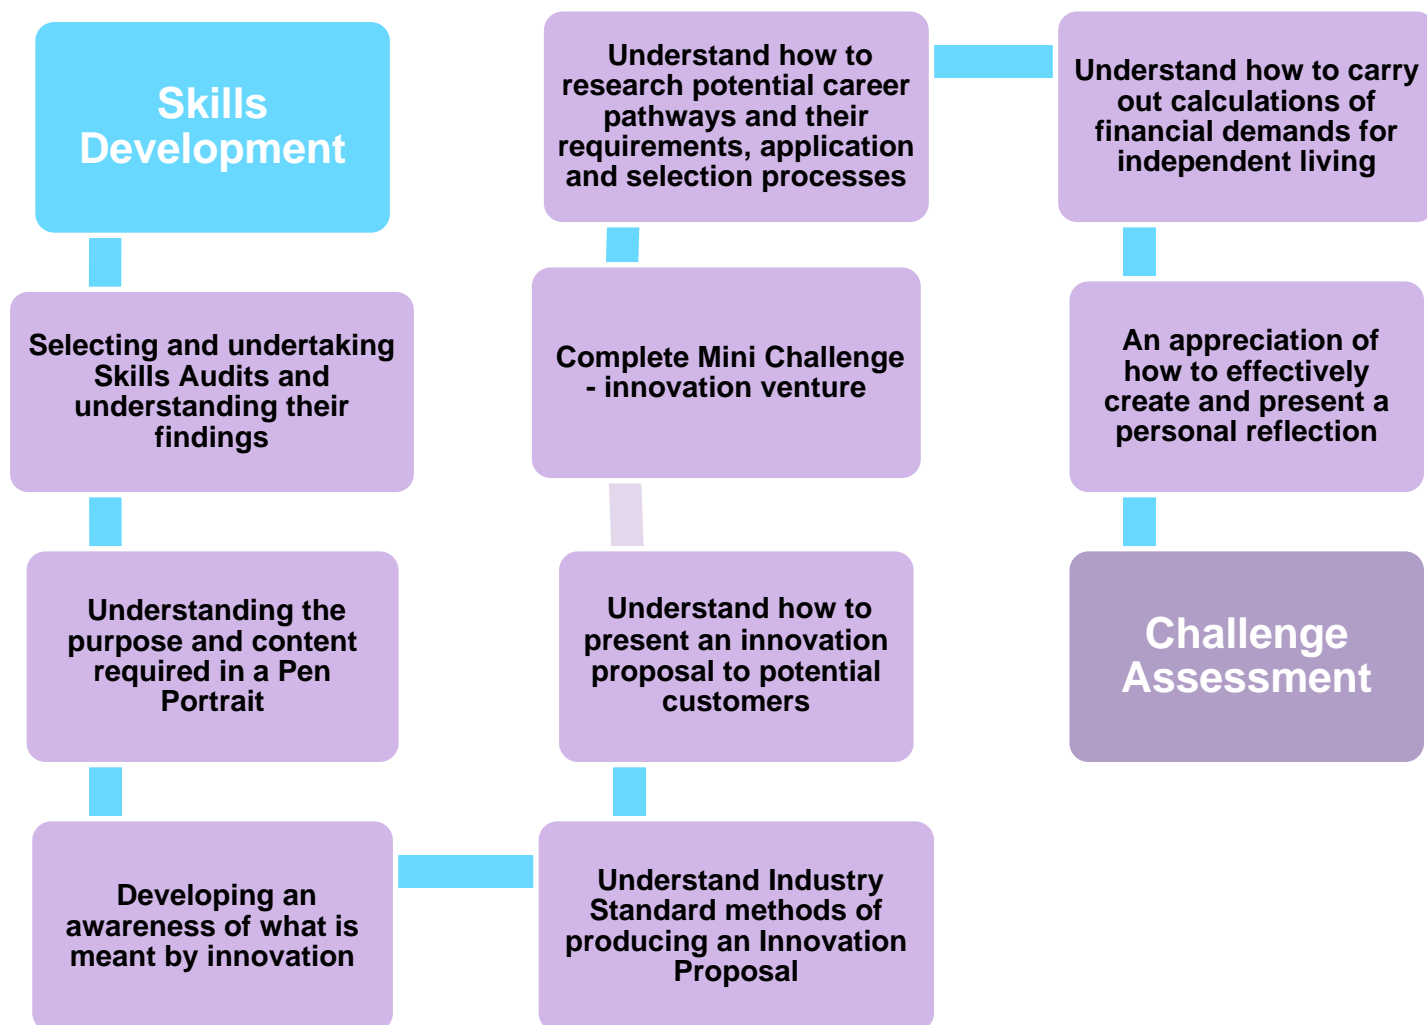 Skills
Development
Selecting and undertaking
Skills Audits and
understanding their
findings
Understanding the
purpose and content
required in a Pen
Portrait
Developing an
awareness of what is
meant by innovation
Understand Industry
Standard methods of
producing an Innovation
Proposal
Understand how to
present an innovation
proposal to potential
customers
Complete Mini Challenge
- innovation venture
Understand how to
research potential career
pathways and their
requirements, application
and selection processes
Understand how to carry
out calculations of
financial demands for
independent living
An appreciation of
how to effectively
create and present a
personal reflection
Challenge
Assessment